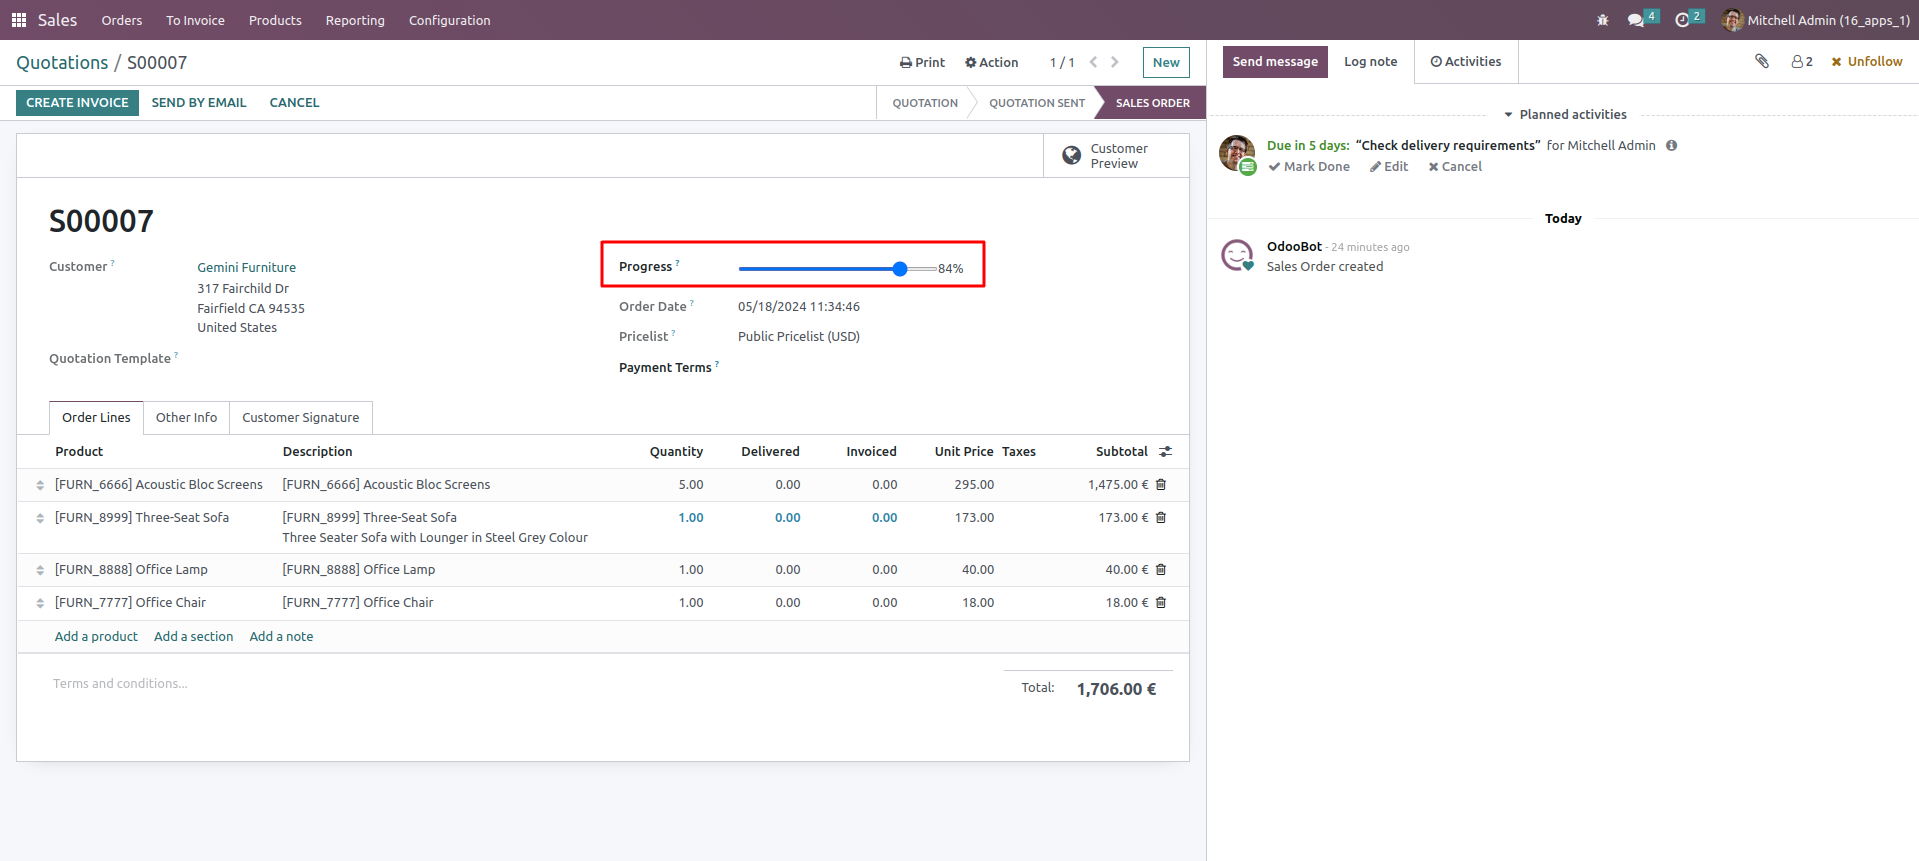 Sales Orders To Invoice Products Reporting Configuration 4 2 Mitchell Admin (16_apps_1)
Quotations / S00007 Print Action 1 / 1 New
CREATE INVOICE SEND BY EMAIL CANCEL QUOTATION QUOTATION SENT SALES ORDER
Customer
Preview
S00007
Customer ? Gemini Furniture
317 Fairchild Dr
Fairfield CA 94535
United States
Quotation Template ?
Progress ? 84%
Order Date ? 05/18/2024 11:34:46
Pricelist ? Public Pricelist (USD)
Payment Terms ?
Order Lines Other Info Customer Signature
Product Description Quantity Delivered Invoiced Unit Price Taxes Subtotal
[FURN_6666] Acoustic Bloc Screens [FURN_6666] Acoustic Bloc Screens 5.00 0.00 0.00 295.00 1,475.00 €
[FURN_8999] Three-Seat Sofa [FURN_8999] Three-Seat Sofa 1.00 0.00 0.00 173.00 173.00 €
Three Seater Sofa with Lounger in Steel Grey Colour
[FURN_8888] Office Lamp [FURN_8888] Office Lamp 1.00 0.00 0.00 40.00 40.00 €
[FURN_7777] Office Chair [FURN_7777] Office Chair 1.00 0.00 0.00 18.00 18.00 €
Add a product Add a section Add a note
Terms and conditions...
Total: 1,706.00 €
Send message Log note Activities 2 Unfollow
Planned activities
Due in 5 days: “Check delivery requirements” for Mitchell Admin
Mark Done Edit Cancel
Today
OdooBot - 24 minutes ago
Sales Order created